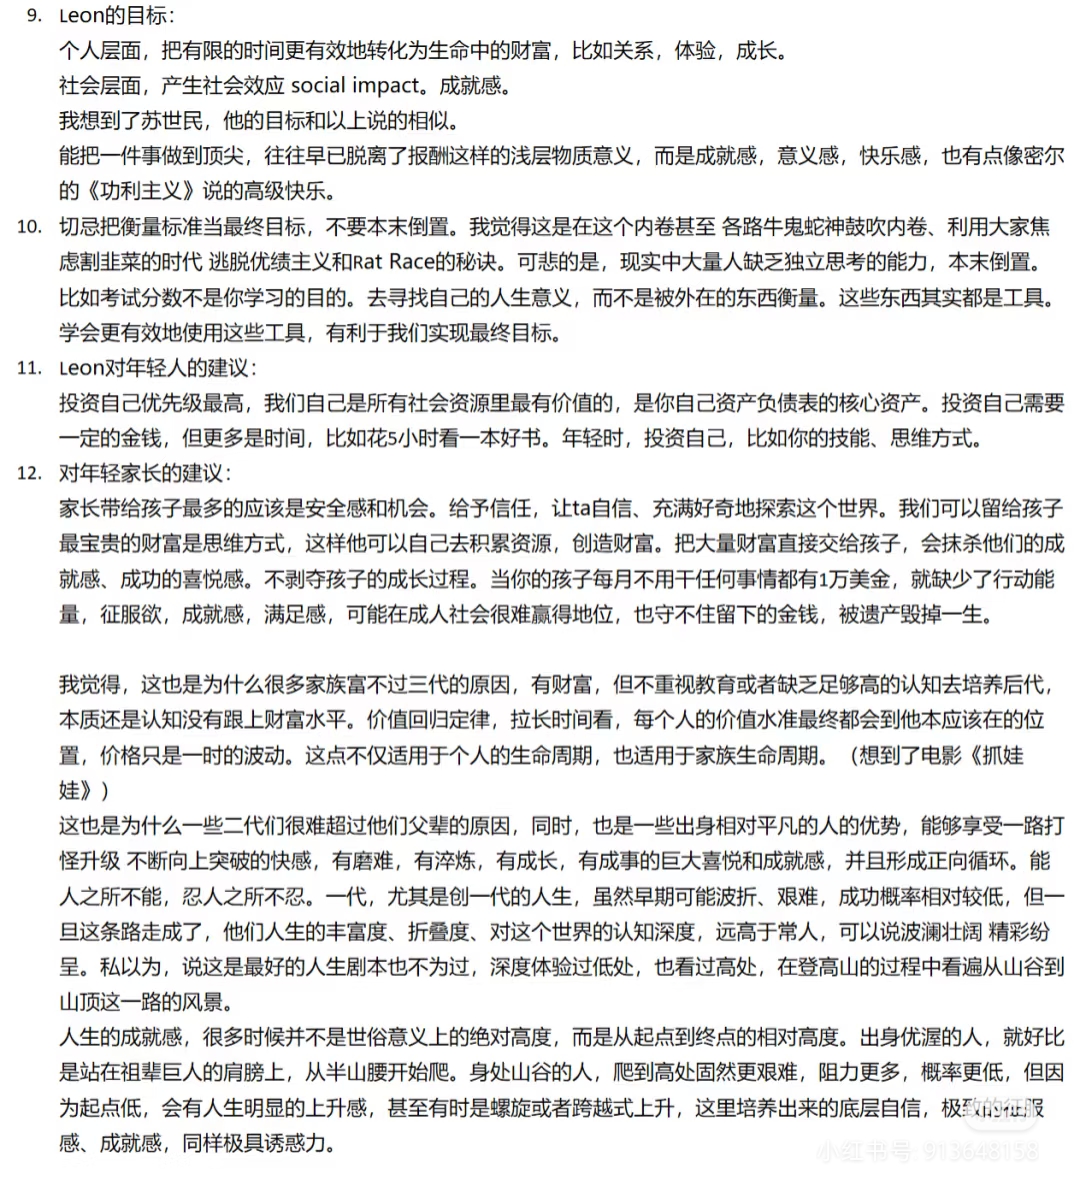 9. Leon的目标：
个人层面，把有限的时间更有效地转化为生命中的财富，比如关系，体验，成长。
社会层面，产生社会效应 social impact。成就感。
我想到了苏世民，他的目标和以上说的相似。
能把一件事做到顶尖，往往早已脱离了报酬这样的浅层物质意义，而是成就感，意义感，快乐感，也有点像密尔
的《功利主义》说的高级快乐。
10. 切忌把衡量标准当最终目标，不要本末倒置。我觉得这是在这个内卷甚至 各路牛鬼蛇神鼓吹内卷、利用大家焦
虑割韭菜的时代 逃脱优绩主义和Rat Race的秘诀。可悲的是，现实中大量人缺乏独立思考的能力，本末倒置。
比如考试分数不是你学习的目的。去寻找自己的人生意义，而不是被外在的东西衡量。这些东西其实都是工具。
学会更有效地使用这些工具，有利于我们实现最终目标。
11. Leon对年轻人的建议：
投资自己优先级最高，我们自己是所有社会资源里最有价值的，是你自己资产负债表的核心资产。投资自己需要
一定的金钱，但更多是时间，比如花5小时看一本好书。年轻时，投资自己，比如你的技能、思维方式。
12. 对年轻家长的建议：
家长带给孩子最多的应该是安全感和机会。给予信任，让ta自信、充满好奇地探索这个世界。我们可以留给孩子
最宝贵的财富是思维方式，这样他可以自己去积累资源，创造财富。把大量财富直接交给孩子，会抹杀他们的成
就感、成功的喜悦感。不剥夺孩子的成长过程。当你的孩子每月不用干任何事情都有1万美金，就缺少了行动能
量，征服欲，成就感，满足感，可能在成人社会很难赢得地位，也守不住留下的金钱，被遗产毁掉一生。
我觉得，这也是为什么很多家族富不过三代的原因，有财富，但不重视教育或者缺乏足够高的认知去培养后代，
本质还是认知没有跟上财富水平。价值回归定律，拉长时间看，每个人的价值水准最终都会到他本应该在的位
置，价格只是一时的波动。这点不仅适用于个人的生命周期，也适用于家族生命周期。（想到了电影《抓娃
娃》）
这也是为什么一些二代们很难超过他们父辈的原因，同时，也是一些出身相对平凡的人的优势，能够享受一路打
怪升级 不断向上突破的快感，有磨难，有淬炼，有成长，有成事的巨大喜悦和成就感，并且形成正向循环。能
人之所不能，忍人之所不忍。一代，尤其是创一代的人生，虽然早期可能波折、艰难，成功概率相对较低，但一
旦这条路走成了，他们人生的丰富度、折叠度、对这个世界的认知深度，远高于常人，可以说波澜壮阔 精彩纷
呈。私以为，说这是最好的人生剧本也不为过，深度体验过低处，也看过高处，在登高山的过程中看遍从山谷到
山顶这一路的风景。
人生的成就感，很多时候并不是世俗意义上的绝对高度，而是从起点到终点的相对高度。出身优渥的人，就好比
是站在祖辈巨人的肩膀上，从半山腰开始爬。身处山谷的人，爬到高处固然更艰难，阻力更多，概率更低，但因
为起点低，会有人生明显的上升感，甚至有时是螺旋或者跨越式上升，这里培养出来的底层自信，极致的征服
感、成就感，同样极具诱惑力。
小红书号: 913648158